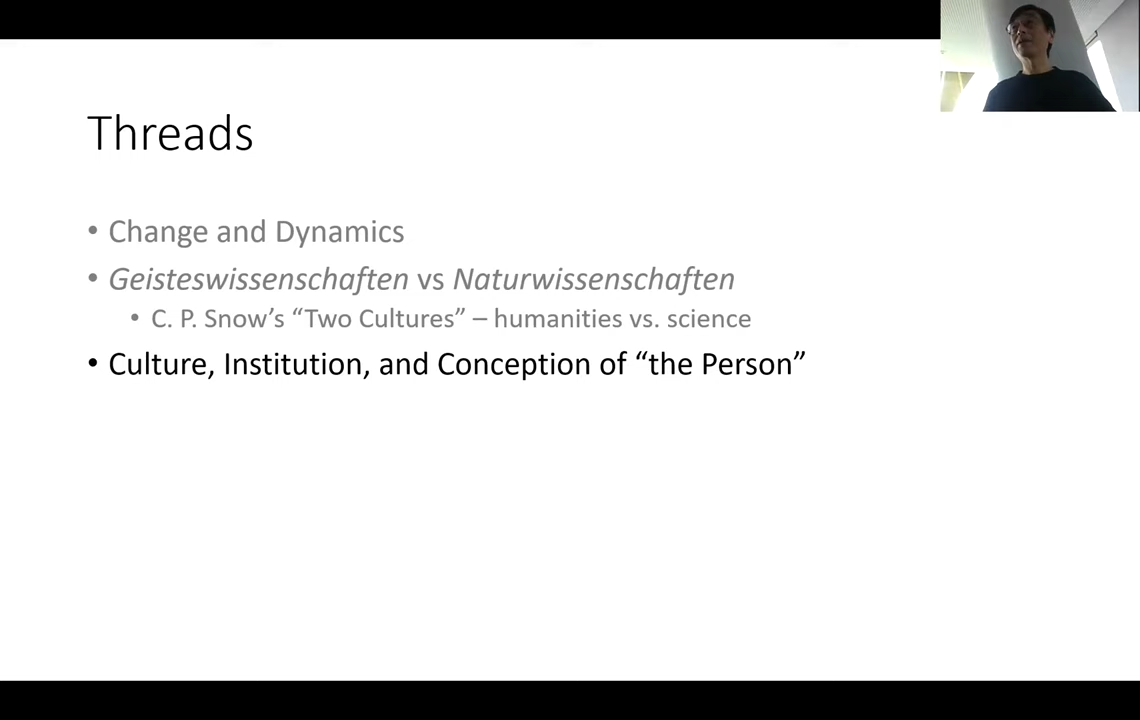 Threads
• Change and Dynamics
• Geisteswissenschaften vs Naturwissenschaften
• C. P. Snow’s “Two Cultures” – humanities vs. science
• Culture, Institution, and Conception of “the Person”